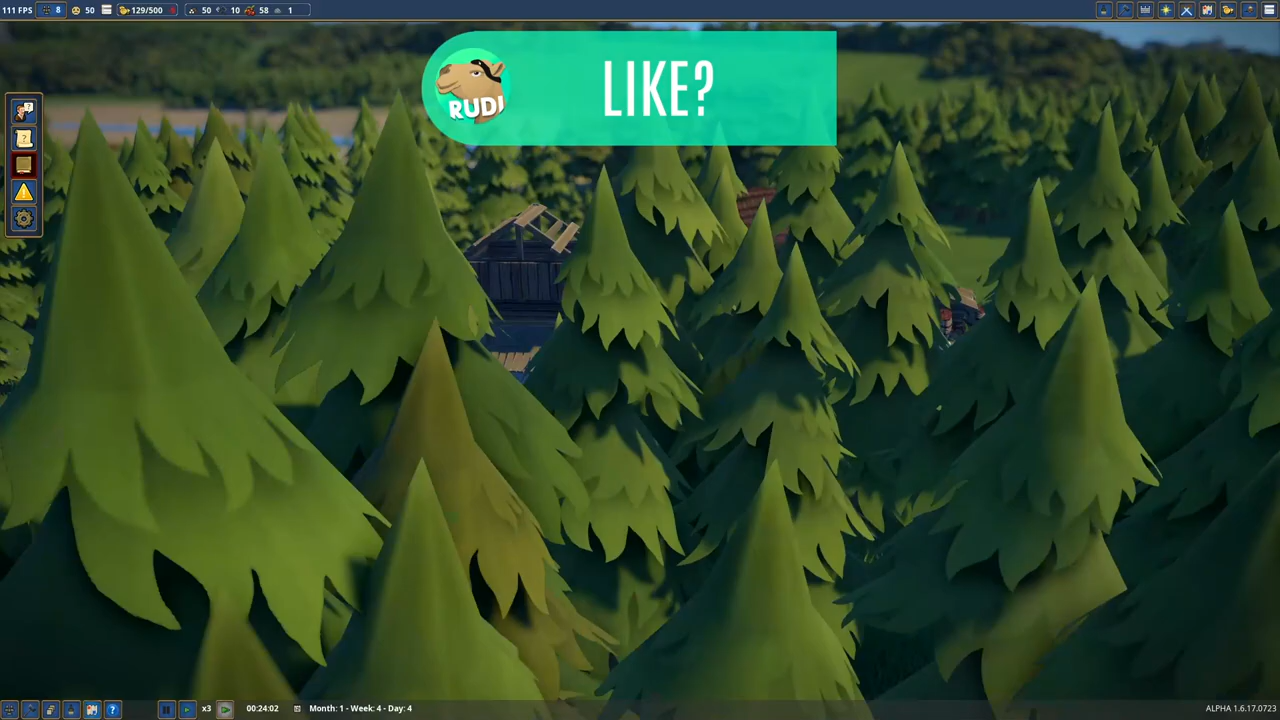 111 FPS 8 50 129/500 50 10 58 1
LIKE?
RUDI
x3 00:24:02 Month: 1 - Week: 4 - Day: 4 ALPHA 1.6.17.0723